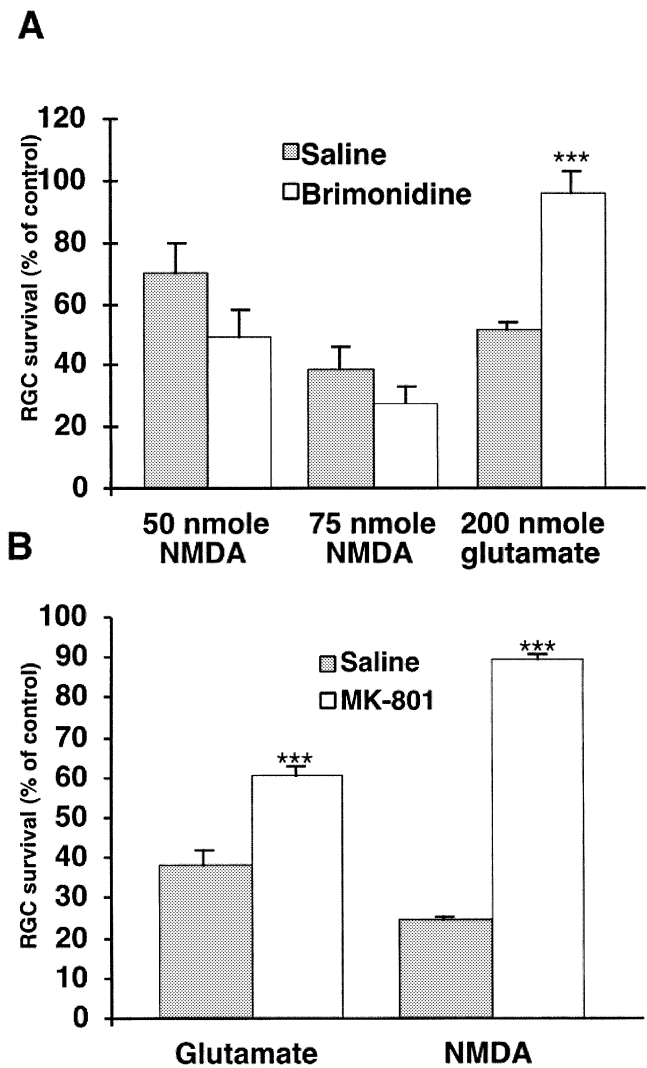 A
RGC survival (% of control)
120
100
80
60
40
20
0
Saline
Brimonidine
***
50 nmole NMDA
75 nmole NMDA
200 nmole glutamate
B
RGC survival (% of control)
100
90
80
70
60
50
40
30
20
10
0
Saline
MK-801
***
***
Glutamate
NMDA